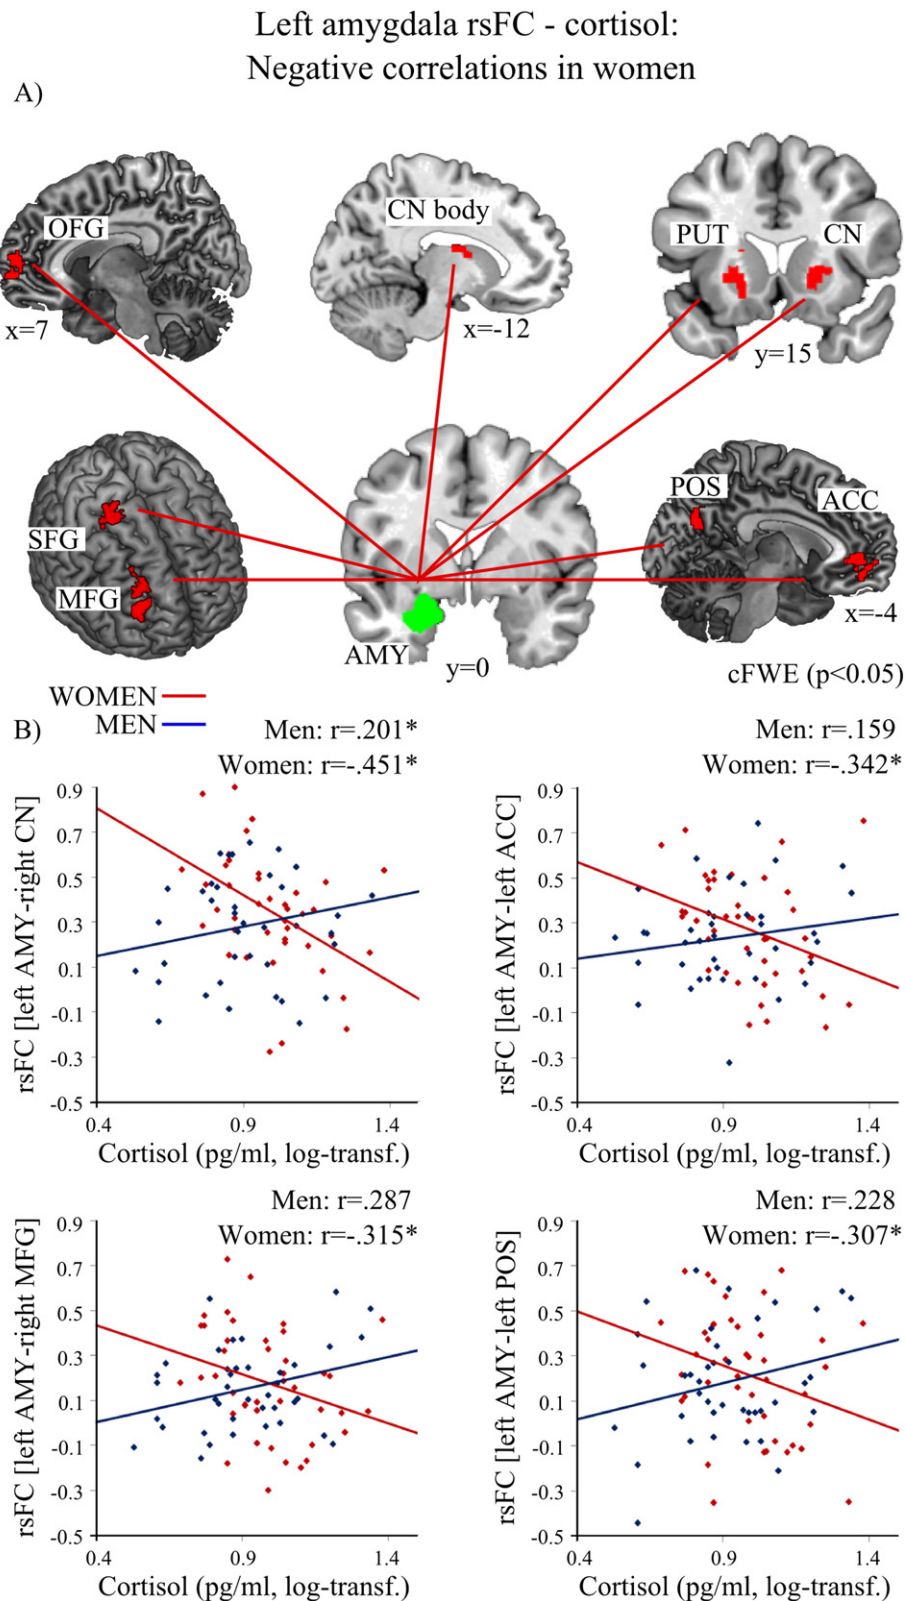 Left amygdala rsFC - cortisol:
Negative correlations in women
A)
OFG
x=7
CN body
x=-12
PUT
CN
y=15
SFG
MFG
AMY
y=0
POS
ACC
x=-4
cFWE (p<0.05)
WOMEN
MEN
B)
Men: r=.201*
Women: r=-.451*
rsFC [left AMY-right CN]
0.9
0.7
0.5
0.3
0.1
-0.1
-0.3
-0.5
0.4
0.9
1.4
Cortisol (pg/ml, log-transf.)
Men: r=.159
Women: r=-.342*
rsFC [left AMY-left ACC]
0.9
0.7
0.5
0.3
0.1
-0.1
-0.3
-0.5
0.4
0.9
1.4
Cortisol (pg/ml, log-transf.)
Men: r=.287
Women: r=-.315*
rsFC [left AMY-right MFG]
0.9
0.7
0.5
0.3
0.1
-0.1
-0.3
-0.5
0.4
0.9
1.4
Cortisol (pg/ml, log-transf.)
Men: r=.228
Women: r=-.307*
rsFC [left AMY-left POS]
0.9
0.7
0.5
0.3
0.1
-0.1
-0.3
-0.5
0.4
0.9
1.4
Cortisol (pg/ml, log-transf.)